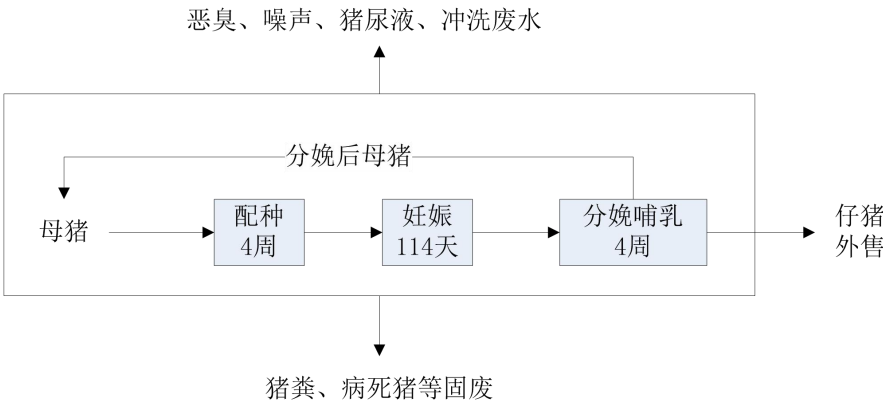 恶臭、噪声、猪尿液、冲洗废水
分娩后母猪
母猪
配种
4周
妊娠
114天
分娩哺乳
4周
仔猪
外售
猪粪、病死猪等固废